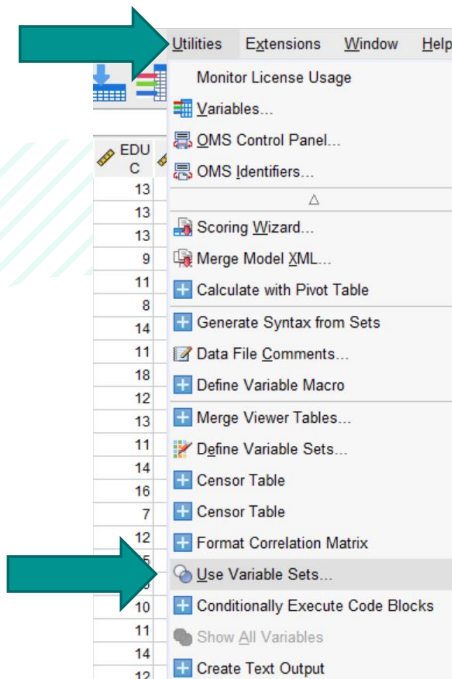 Utilities Extensions Window Help
Monitor License Usage
Variables...
OMS Control Panel...
OMS Identifiers...
Scoring Wizard...
Merge Model XML...
Calculate with Pivot Table
Generate Syntax from Sets
Data File Comments...
Define Variable Macro
Merge Viewer Tables...
Define Variable Sets...
Censor Table
Censor Table
Format Correlation Matrix
Use Variable Sets...
Conditionally Execute Code Blocks
Show All Variables
Create Text Output
EDU
C
13
13
13
9
11
8
14
11
18
12
13
11
14
16
7
12
10
11
14
12